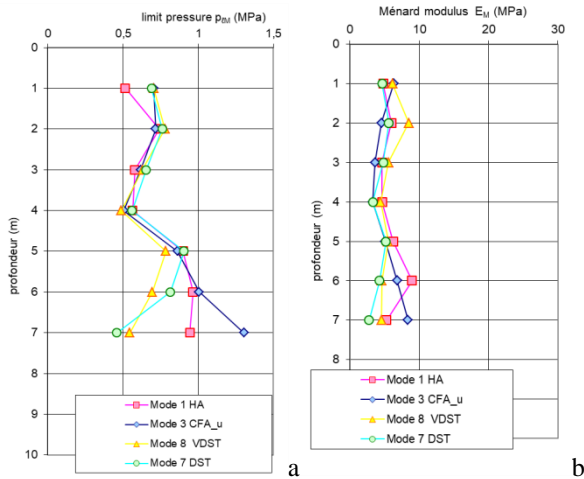 limit pressure pℓM (MPa)
0 0,5 1 1,5
0
1
2
3
4
5
6
7
8
9
10
profondeur (m)
Mode 1 HA
Mode 3 CFA_u
Mode 8 VDST
Mode 7 DST
a
Ménard modulus EM (MPa)
0 10 20 30
0
1
2
3
4
5
6
7
8
profondeur (m)
Mode 1 HA
Mode 3 CFA_u
Mode 8 VDST
Mode 7 DST
b